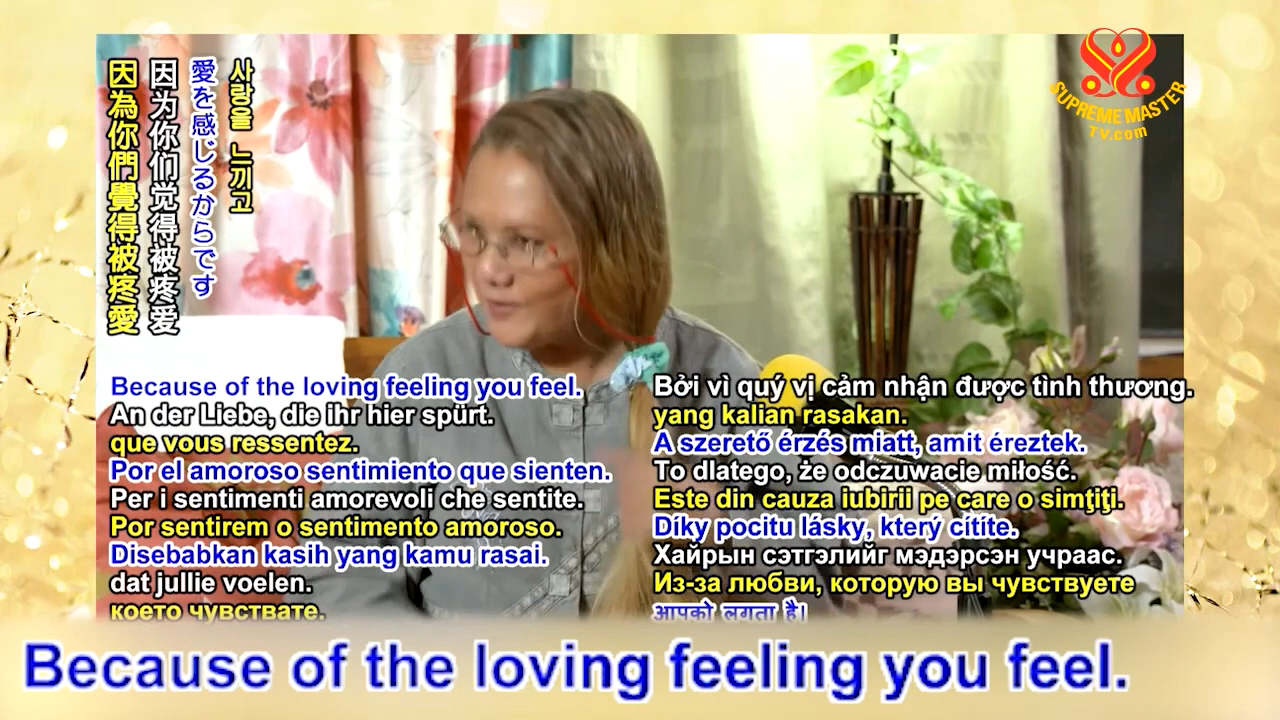 SUPREME MASTER
TV.com
因為你們覺得被疼愛
因为你们觉得被疼爱
愛を感じるからです
사랑을 느끼고
Because of the loving feeling you feel.
An der Liebe, die ihr hier spürt.
que vous ressentez.
Por el amoroso sentimiento que sienten.
Per i sentimenti amorevoli che sentite.
Por sentirem o sentimento amoroso.
Disebabkan kasih yang kamu rasai.
dat jullie voelen.
което чувствате.
Bởi vì quý vị cảm nhận được tình thương.
yang kalian rasakan.
A szerető érzés miatt, amit éreztek.
To dlatego, że odczuwacie miłość.
Este din cauza iubirii pe care o simţiţi.
Díky pocitu lásky, který cítíte.
Хайрын сэтгэлийг мэдэрсэн учраас.
Из-за любви, которую вы чувствуете
आपको लगता है।
Because of the loving feeling you feel.